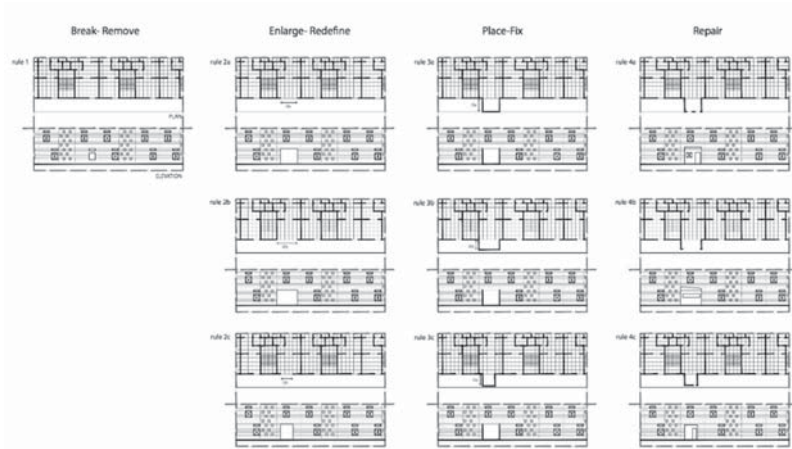 Break- Remove
Enlarge- Redefine
Place-Fix
Repair
rule 1
rule 2a
rule 3a
rule 4a
PLAN
ELEVATION
rule 2b
rule 3b
rule 4b
rule 2c
rule 3c
rule 4c